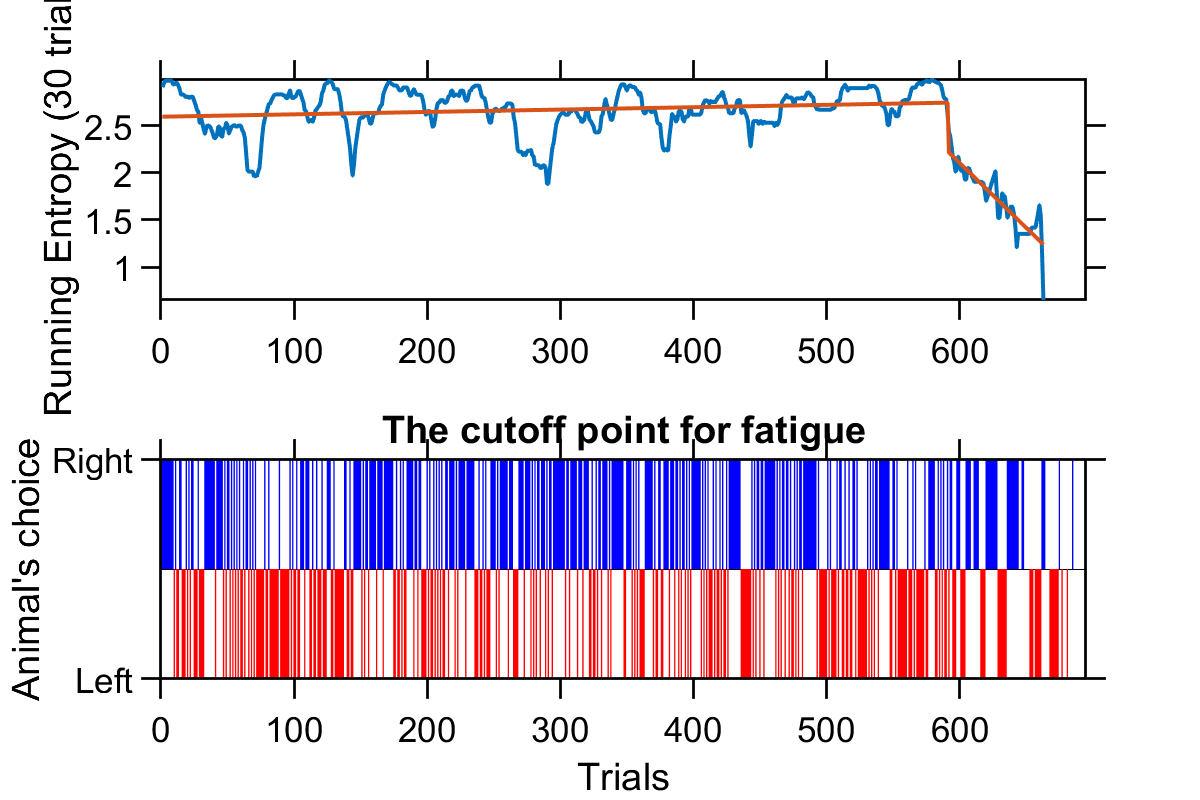 Running Entropy (30 trial
2.5
2
1.5
1
0 100 200 300 400 500 600
The cutoff point for fatigue
Animal's choice
Right
Left
0 100 200 300 400 500 600
Trials